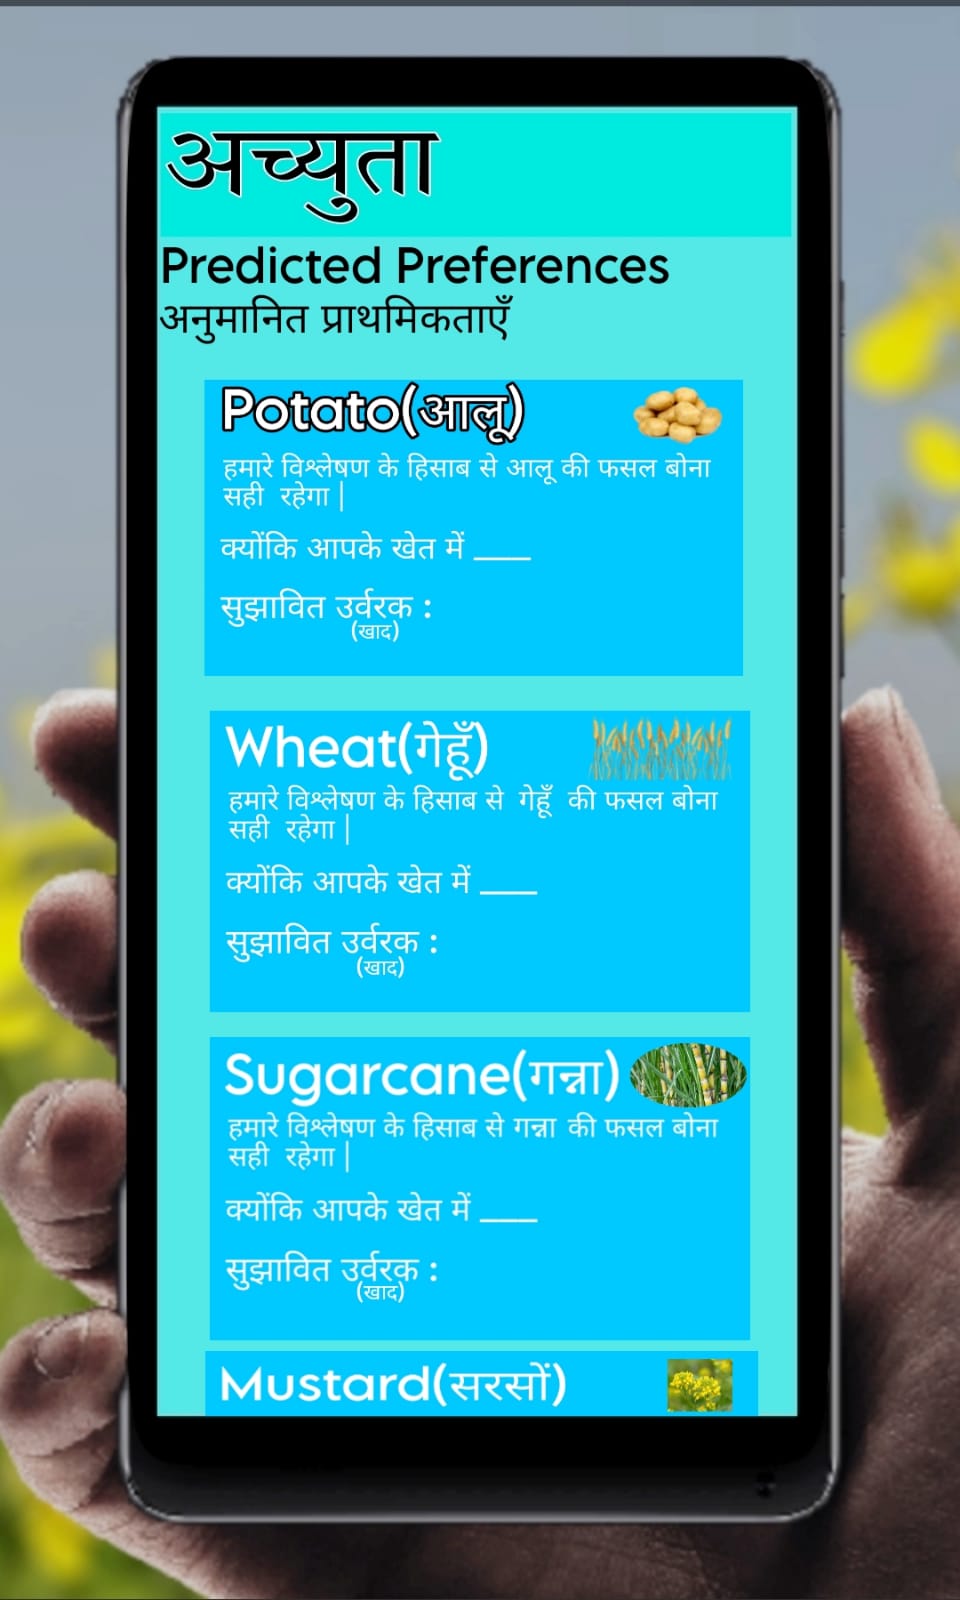 अच्युता
Predicted Preferences
अनुमानित प्राथमिकताएँ
Potato(आलू)
हमारे विश्लेषण के हिसाब से आलू की फसल बोना
सही रहेगा |
क्योंकि आपके खेत में ____
सुझावित उर्वरक :
(खाद)
Wheat(गेहूँ)
हमारे विश्लेषण के हिसाब से गेहूँ की फसल बोना
सही रहेगा |
क्योंकि आपके खेत में ____
सुझावित उर्वरक :
(खाद)
Sugarcane(गन्ना)
हमारे विश्लेषण के हिसाब से गन्ना की फसल बोना
सही रहेगा |
क्योंकि आपके खेत में ____
सुझावित उर्वरक :
(खाद)
Mustard(सरसों)